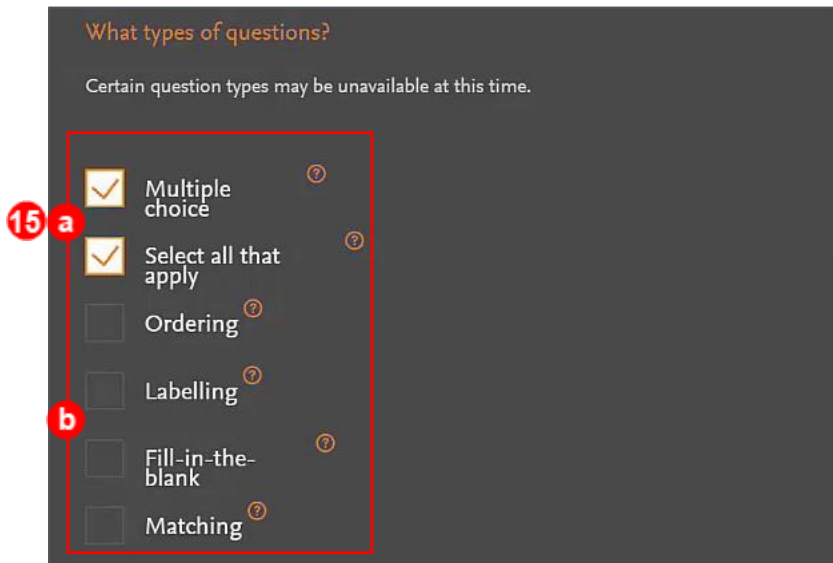 What types of questions?
Certain question types may be unavailable at this time.
15 a
Multiple
choice
?
Select all that
apply
?
Ordering ?
Labelling ?
b
Fill-in-the-
blank
?
Matching ?